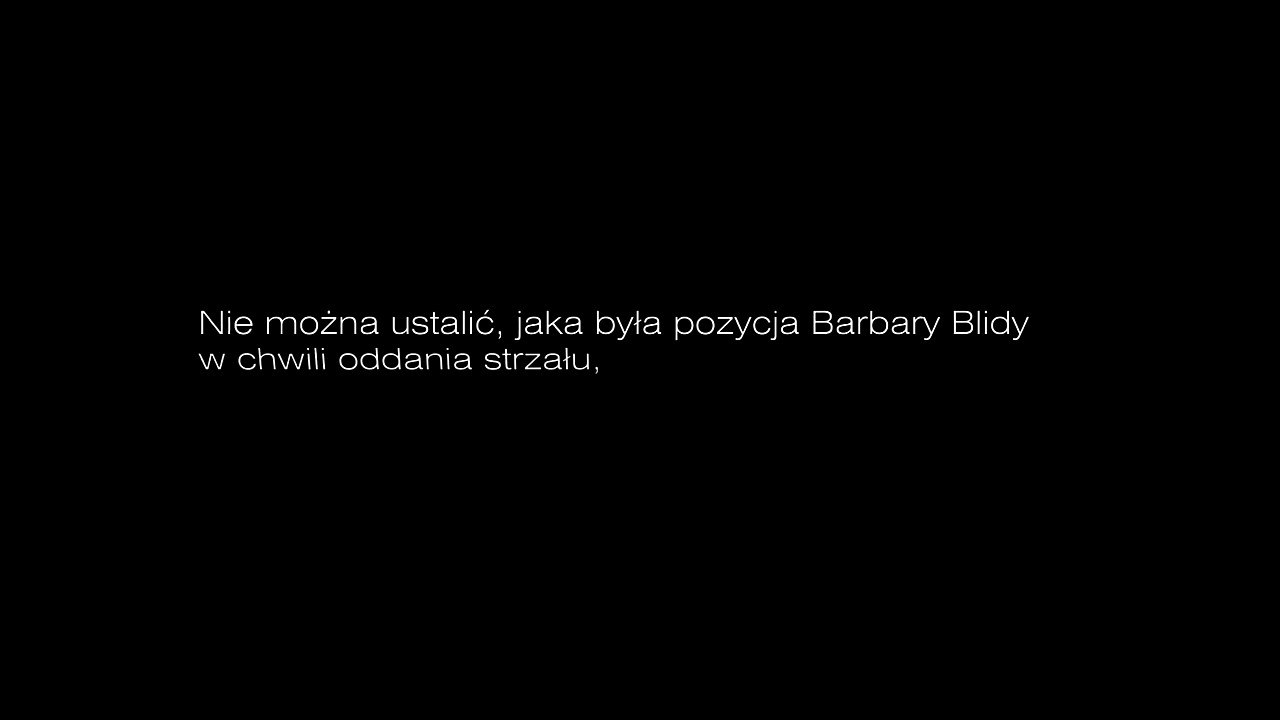 Nie można ustalić, jaka była pozycja Barbary Blidy
w chwili oddania strzału,